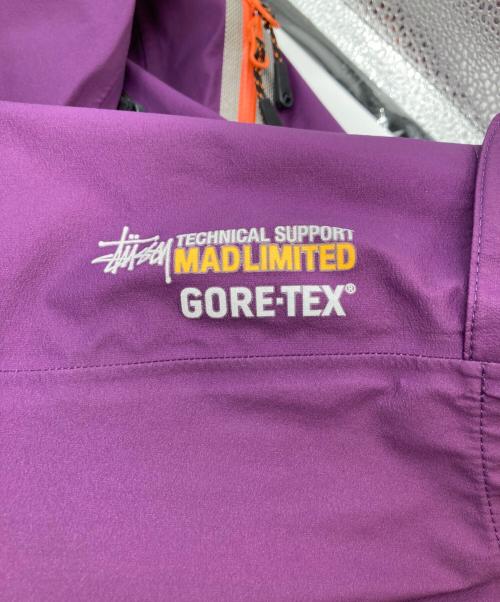 Stüssy TECHNICAL SUPPORT
MADLIMITED
GORE-TEX®